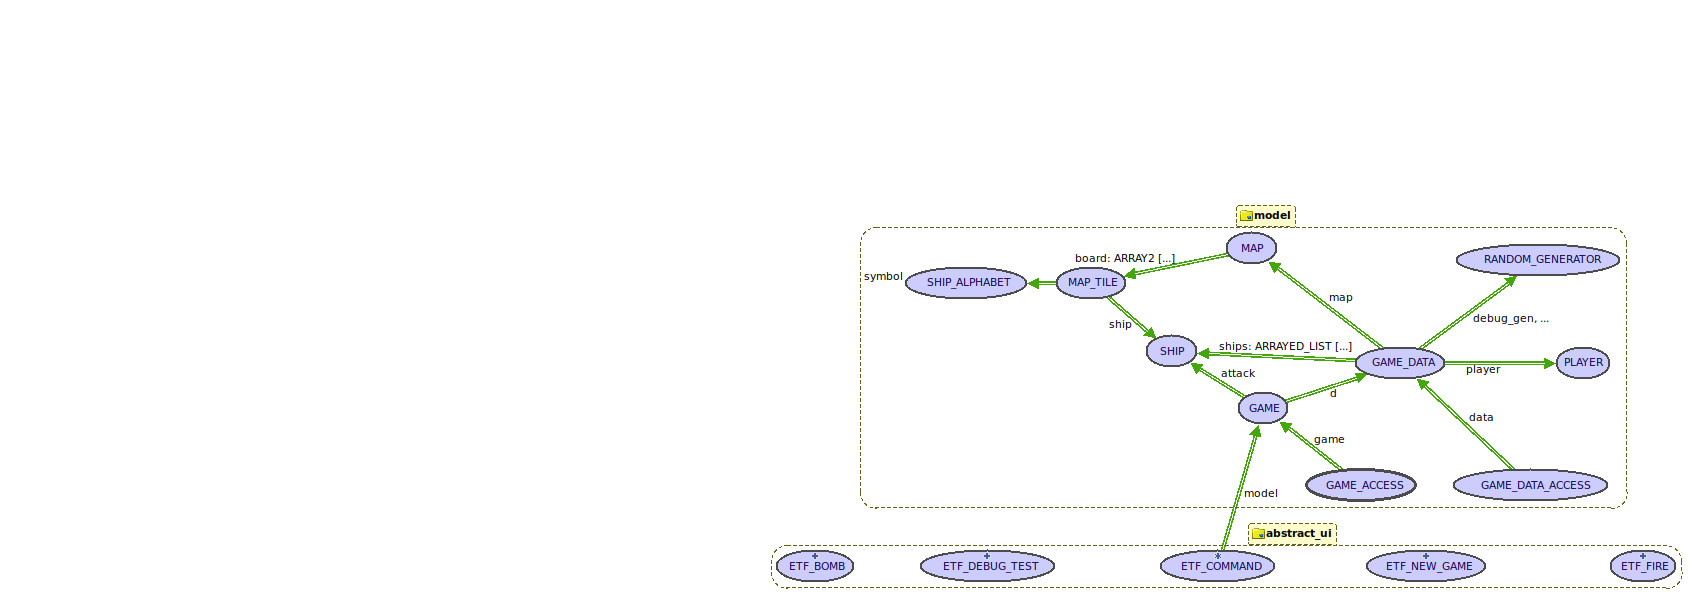 model
MAP
board: ARRAY2 [...]
RANDOM_GENERATOR
symbol
SHIP_ALPHABET
MAP_TILE
map
ship
debug_gen, ...
ships: ARRAYED_LIST [...]
SHIP
GAME_DATA
PLAYER
player
attack
d
GAME
data
game
GAME_ACCESS
GAME_DATA_ACCESS
model
abstract_ui
+
+
*
+
+
ETF_BOMB
ETF_DEBUG_TEST
ETF_COMMAND
ETF_NEW_GAME
ETF_FIRE